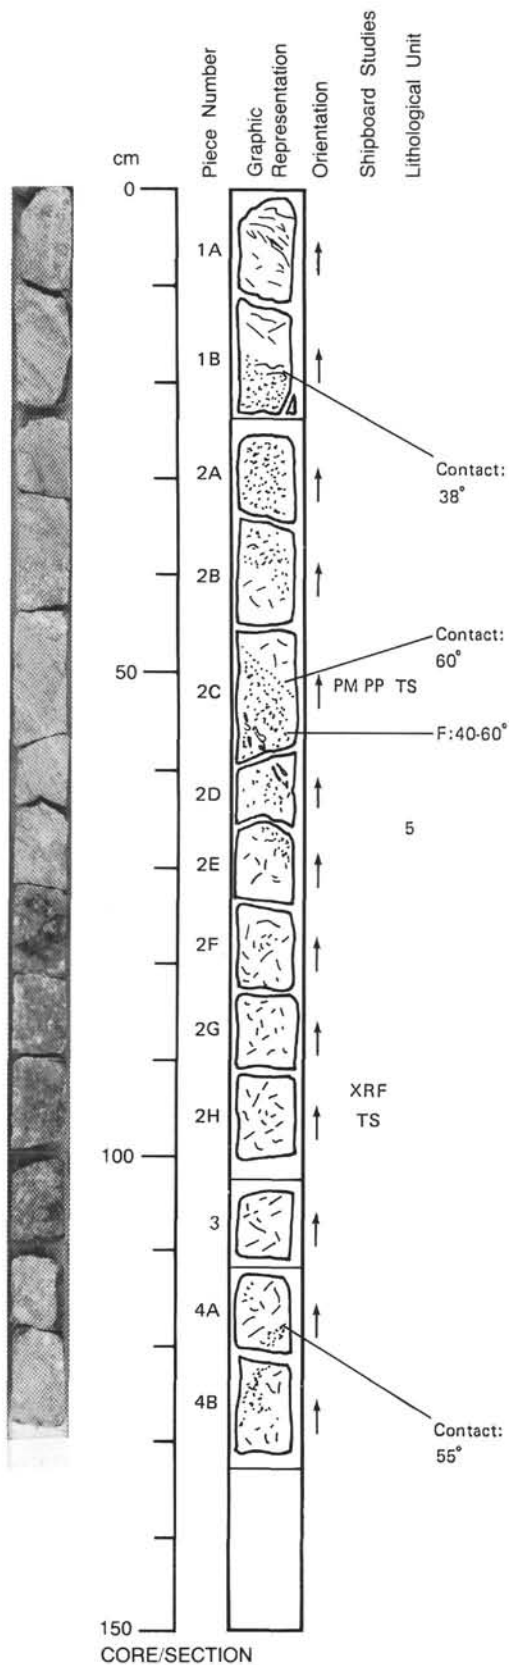 cm
Piece Number
Graphic
Representation
Orientation
Shipboard Studies
Lithological Unit
0
1A
1B
Contact:
38°
2A
2B
Contact:
60°
50
2C
PM PP TS
F:40-60°
2D
5
2E
2F
2G
XRF
2H
TS
100
3
4A
4B
Contact:
55°
150
CORE/SECTION